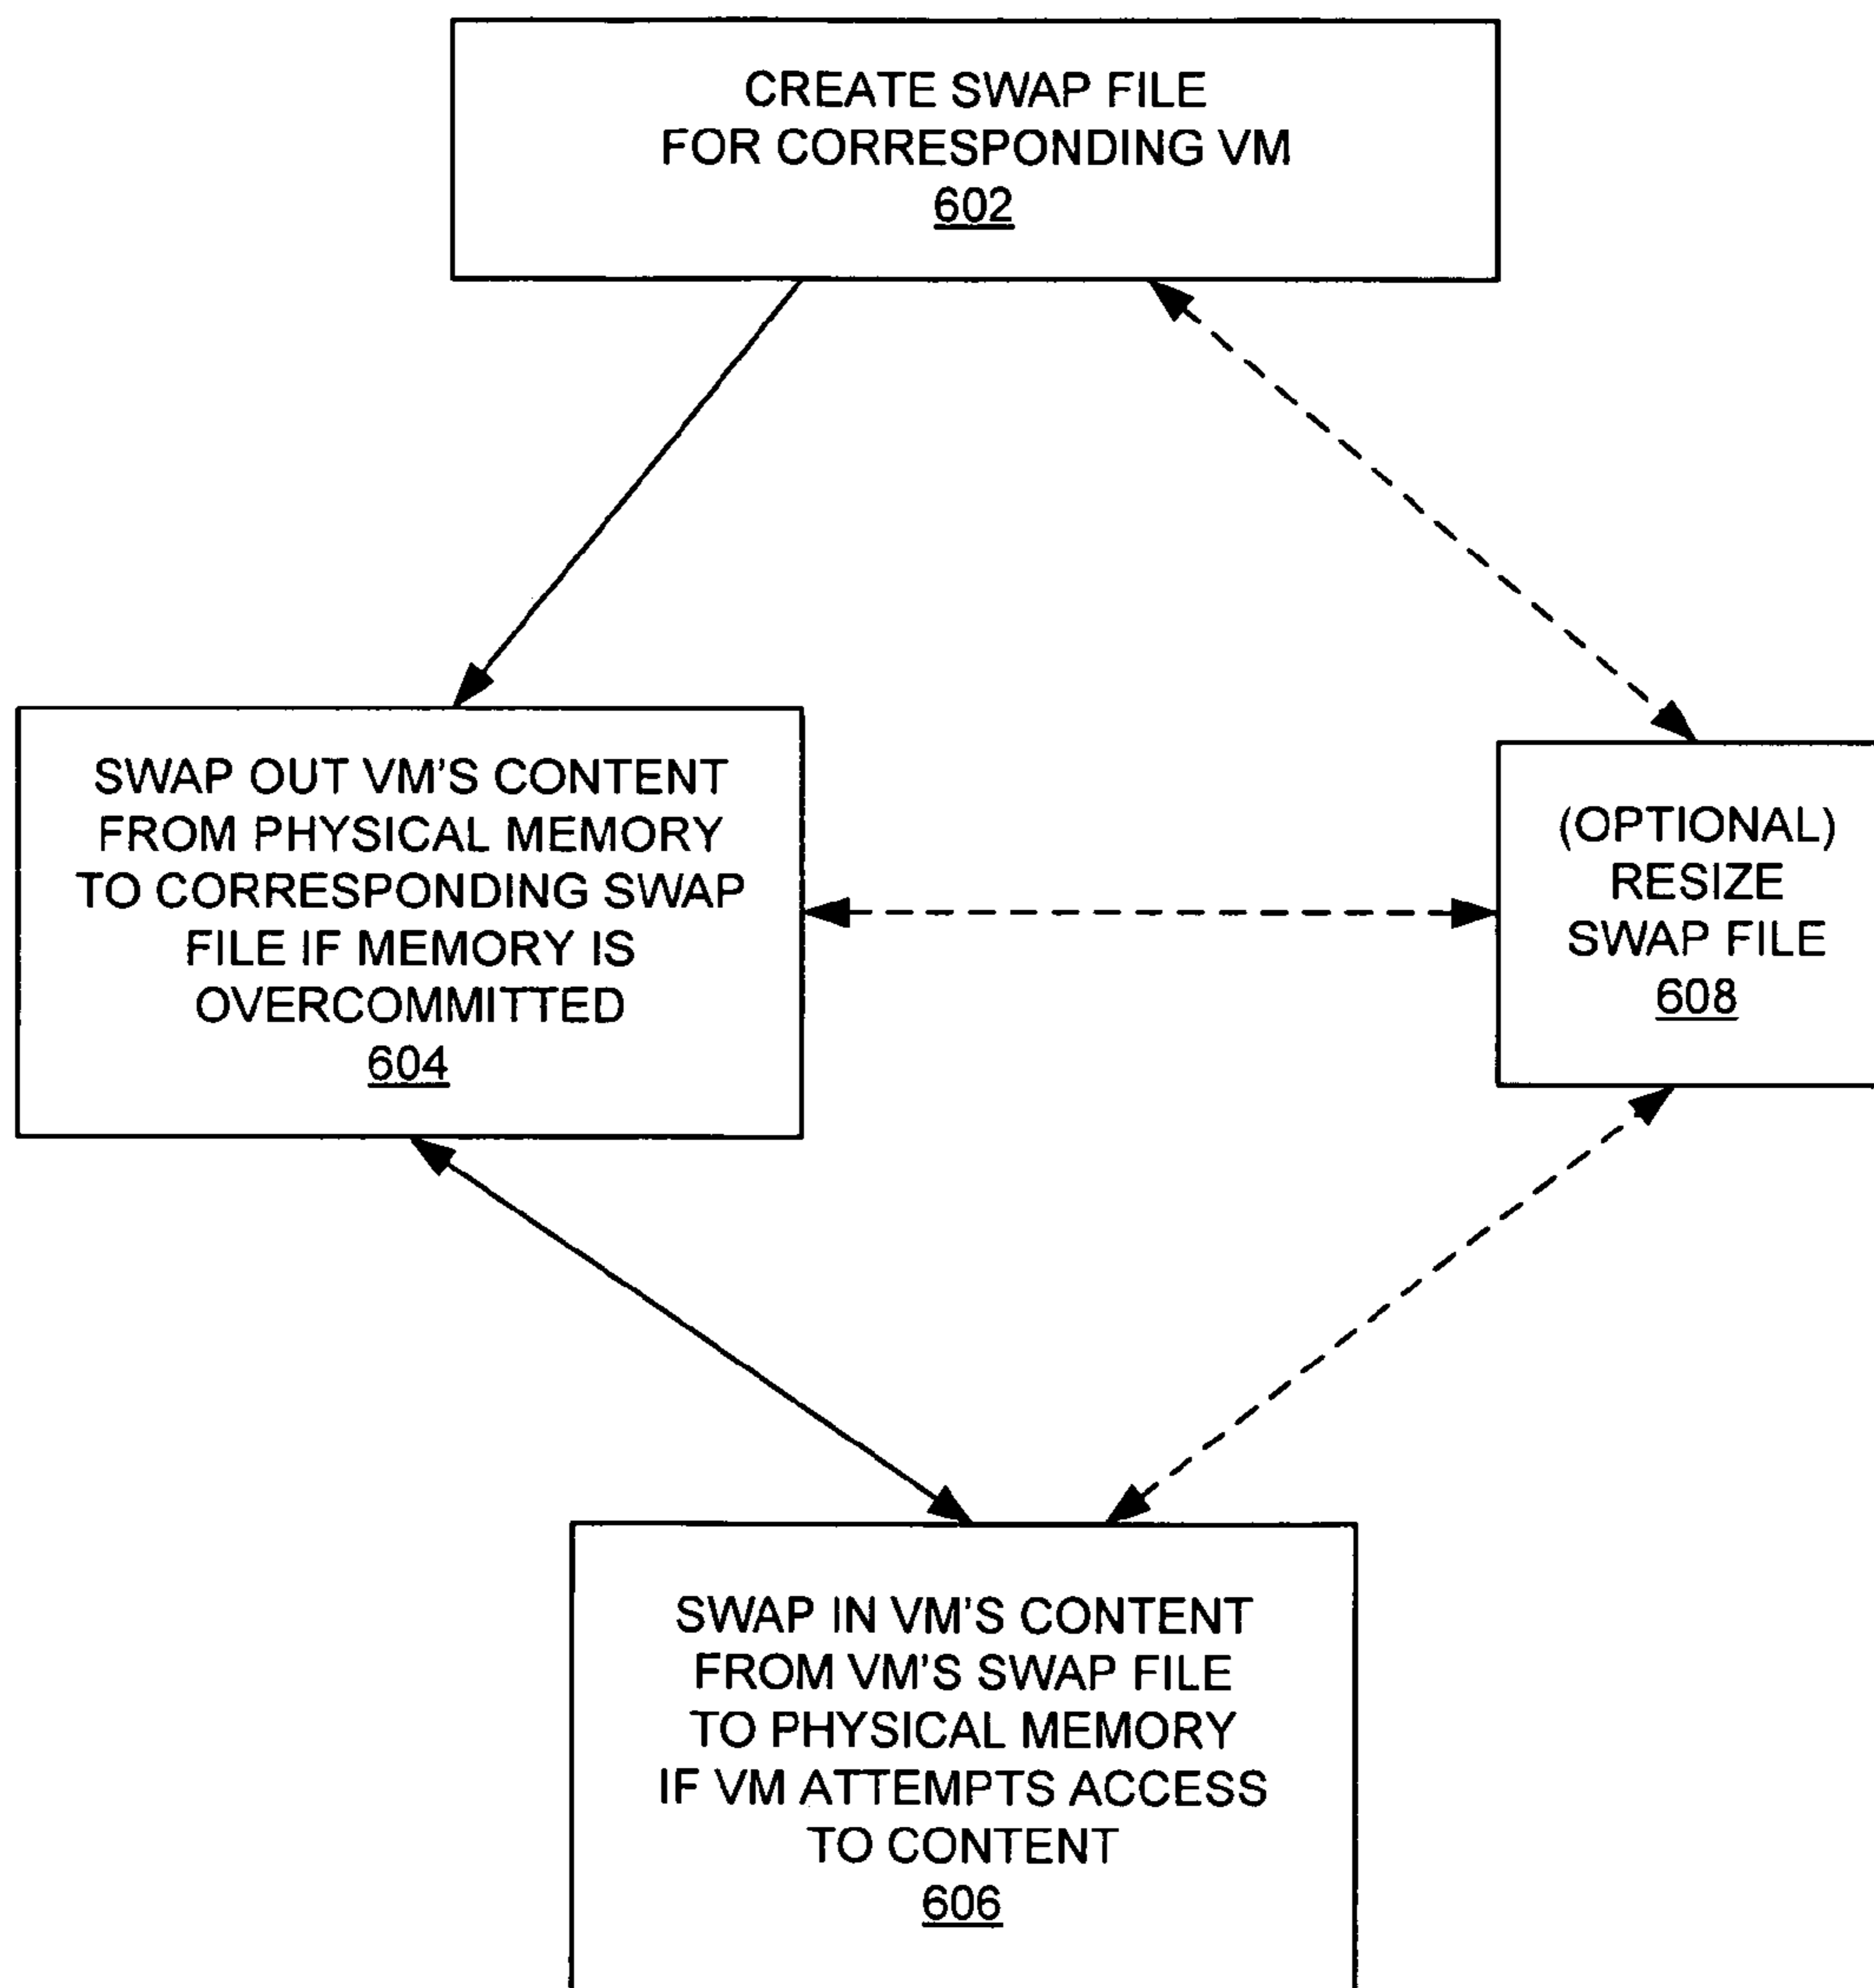 CREATE SWAP FILE
FOR CORRESPONDING VM
602
SWAP OUT VM'S CONTENT
FROM PHYSICAL MEMORY
TO CORRESPONDING SWAP
FILE IF MEMORY IS
OVERCOMMITTED
604
(OPTIONAL)
RESIZE
SWAP FILE
608
SWAP IN VM'S CONTENT
FROM VM'S SWAP FILE
TO PHYSICAL MEMORY
IF VM ATTEMPTS ACCESS
TO CONTENT
606